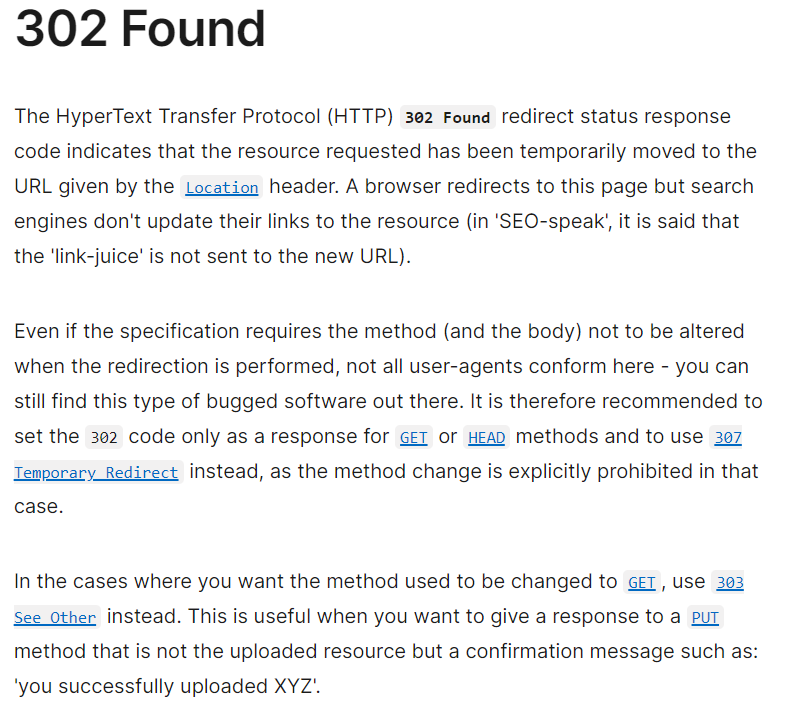 302 Found
The HyperText Transfer Protocol (HTTP) 302 Found redirect status response
code indicates that the resource requested has been temporarily moved to the
URL given by the Location header. A browser redirects to this page but search
engines don't update their links to the resource (in 'SEO-speak', it is said that
the 'link-juice' is not sent to the new URL).
Even if the specification requires the method (and the body) not to be altered
when the redirection is performed, not all user-agents conform here - you can
still find this type of bugged software out there. It is therefore recommended to
set the 302 code only as a response for GET or HEAD methods and to use 307
Temporary Redirect instead, as the method change is explicitly prohibited in that
case.
In the cases where you want the method used to be changed to GET, use 303
See Other instead. This is useful when you want to give a response to a PUT
method that is not the uploaded resource but a confirmation message such as:
'you successfully uploaded XYZ'.